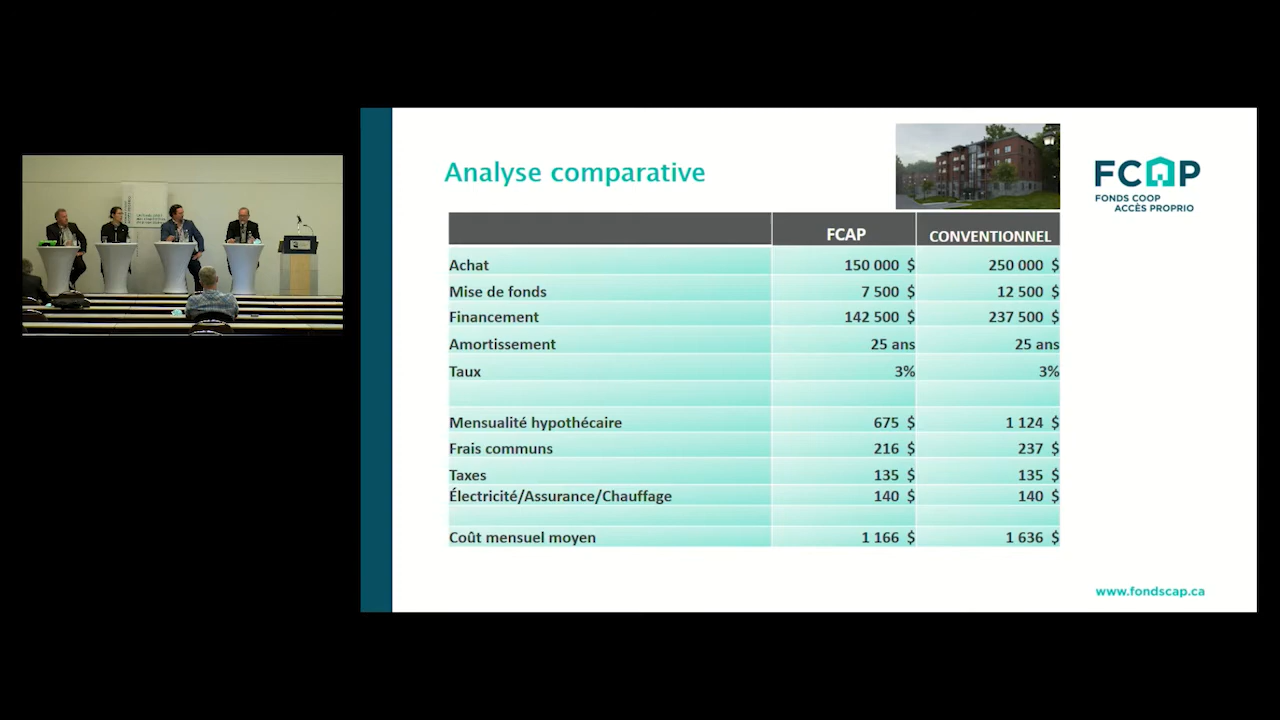 Analyse comparative
FCAP
FONDS COOP
ACCÈS PROPRIO
FCAP CONVENTIONNEL
Achat 150 000 $ 250 000 $
Mise de fonds 7 500 $ 12 500 $
Financement 142 500 $ 237 500 $
Amortissement 25 ans 25 ans
Taux 3% 3%
Mensualité hypothécaire 675 $ 1 124 $
Frais communs 216 $ 237 $
Taxes 135 $ 135 $
Électricité/Assurance/Chauffage 140 $ 140 $
Coût mensuel moyen 1 166 $ 1 636 $
www.fondscap.ca